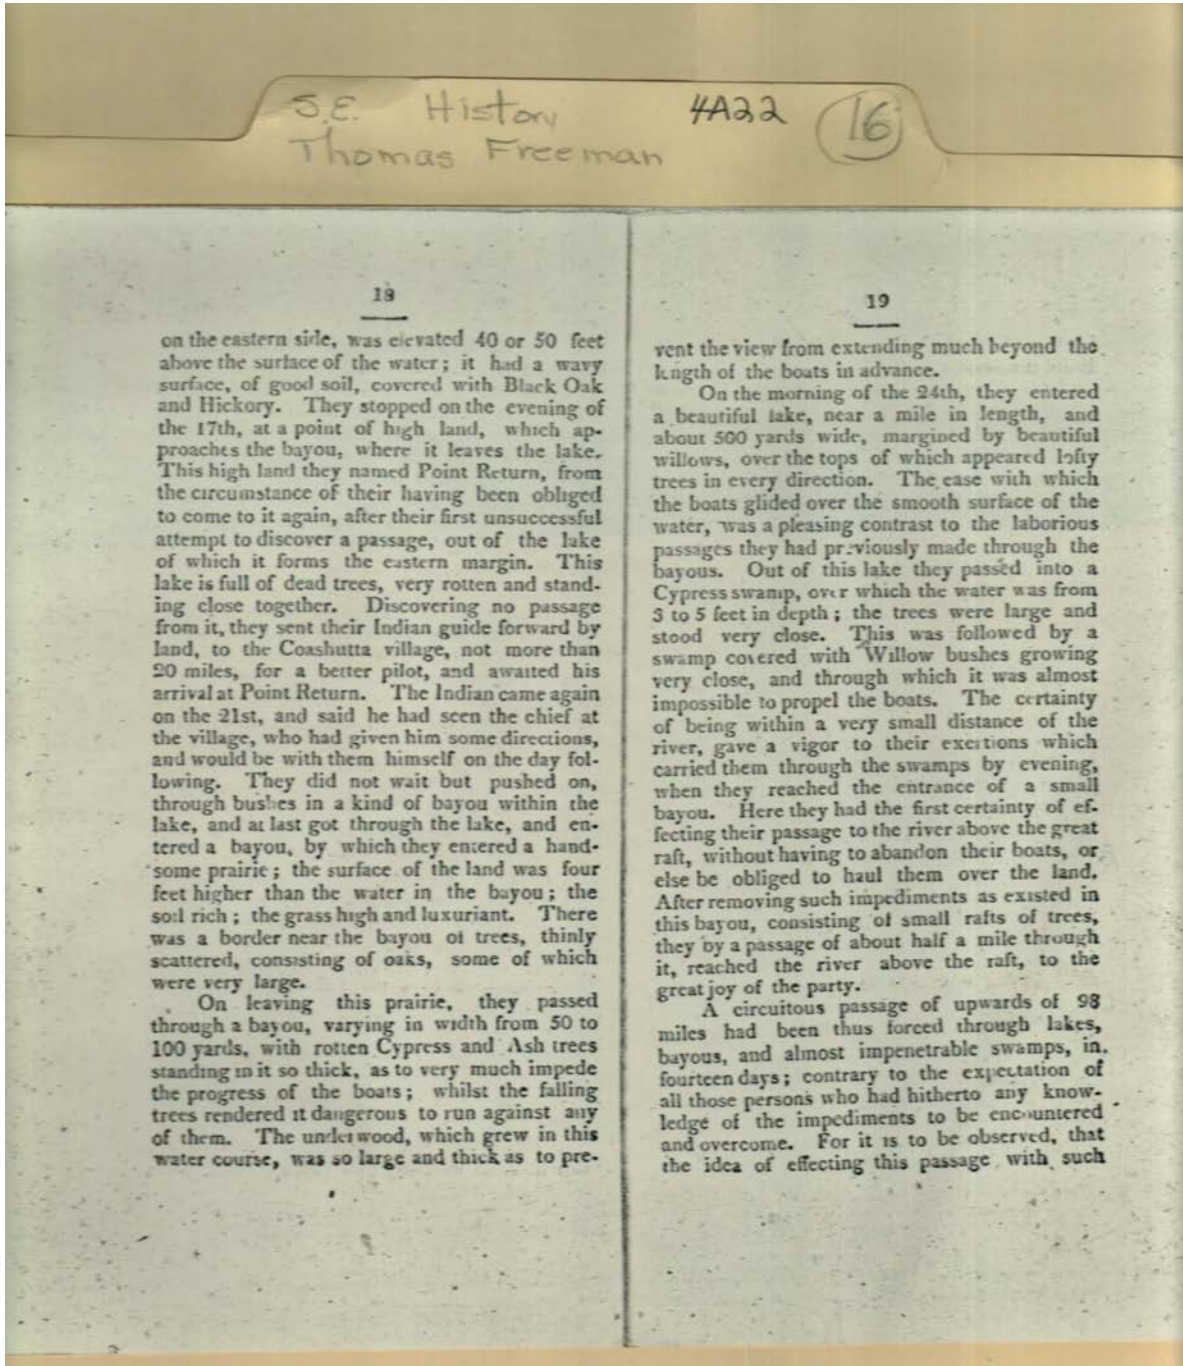 S.E. History 4A22 16
Thomas Freeman
18
on the eastern side, was elevated 40 or 50 feet
above the surface of the water; it had a wavy
surface, of good soil, covered with Black Oak
and Hickory. They stopped on the evening of
the 17th, at a point of high land, which ap-
proaches the bayou, where it leaves the lake.
This high land they named Point Return, from
the circumstance of their having been obliged
to come to it again, after their first unsuccessful
attempt to discover a passage, out of the lake
of which it forms the eastern margin. This
lake is full of dead trees, very rotten and stand-
ing close together. Discovering no passage
from it, they sent their Indian guide forward by
land, to the Coashutta village, not more than
20 miles, for a better pilot, and awaited his
arrival at Point Return. The Indian came again
on the 21st, and said he had seen the chief at
the village, who had given him some directions,
and would be with them himself on the day fol-
lowing. They did not wait but pushed on,
through bushes in a kind of bayou within the
lake, and at last got through the lake, and en-
tered a bayou, by which they entered a hand-
some prairie; the surface of the land was four
feet higher than the water in the bayou; the
soil rich; the grass high and luxuriant. There
was a border near the bayou of trees, thinly
scattered, consisting of oaks, some of which
were very large.
On leaving this prairie, they passed
through a bayou, varying in width from 50 to
100 yards, with rotten Cypress and Ash trees
standing in it so thick, as to very much impede
the progress of the boats; whilst the falling
trees rendered it dangerous to run against any
of them. The underwood, which grew in this
water course, was so large and thick as to pre-
19
vent the view from extending much beyond the
length of the boats in advance.
On the morning of the 24th, they entered
a beautiful lake, near a mile in length, and
about 500 yards wide, margined by beautiful
willows, over the tops of which appeared lofty
trees in every direction. The ease with which
the boats glided over the smooth surface of the
water, was a pleasing contrast to the laborious
passages they had previously made through the
bayous. Out of this lake they passed into a
Cypress swamp, over which the water was from
3 to 5 feet in depth; the trees were large and
stood very close. This was followed by a
swamp covered with Willow bushes growing
very close, and through which it was almost
impossible to propel the boats. The certainty
of being within a very small distance of the
river, gave a vigor to their exertions which
carried them through the swamps by evening,
when they reached the entrance of a small
bayou. Here they had the first certainty of ef-
fecting their passage to the river above the great
raft, without having to abandon their boats, or
else be obliged to haul them over the land.
After removing such impediments as existed in
this bayou, consisting of small rafts of trees,
they by a passage of about half a mile through
it, reached the river above the raft, to the
great joy of the party.
A circuitous passage of upwards of 98
miles had been thus forced through lakes,
bayous, and almost impenetrable swamps, in
fourteen days; contrary to the expectation of
all those persons who had hitherto any know-
ledge of the impediments to be encountered
and overcome. For it is to be observed, that
the idea of effecting this passage with such